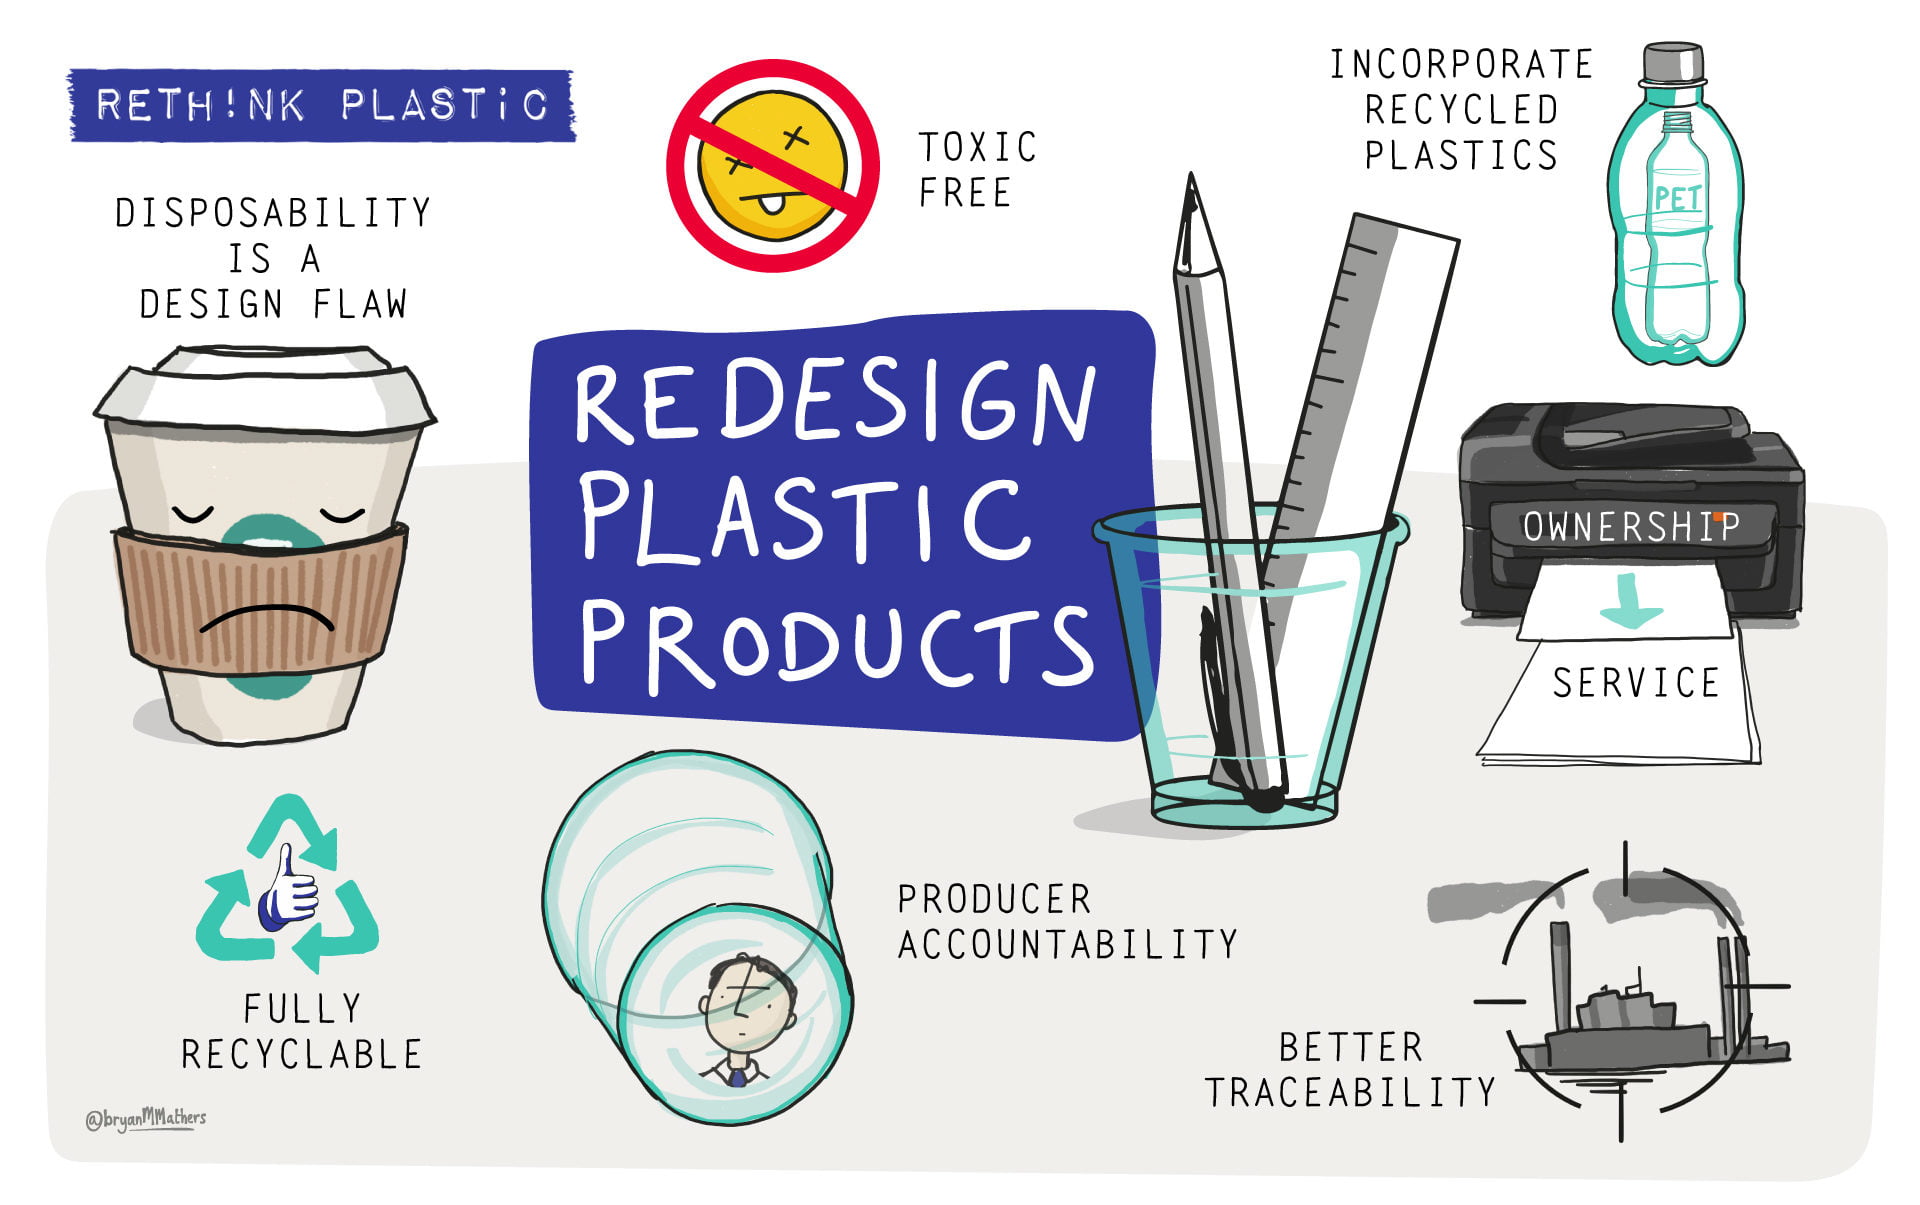 RETH!NK PLASTiC
DISPOSABILITY
IS A
DESIGN FLAW
TOXIC
FREE
INCORPORATE
RECYCLED
PLASTICS
PET
REDESIGN
PLASTIC
PRODUCTS
OWNERSHIP
SERVICE
FULLY
RECYCLABLE
PRODUCER
ACCOUNTABILITY
BETTER
TRACEABILITY
@bryanMMathers